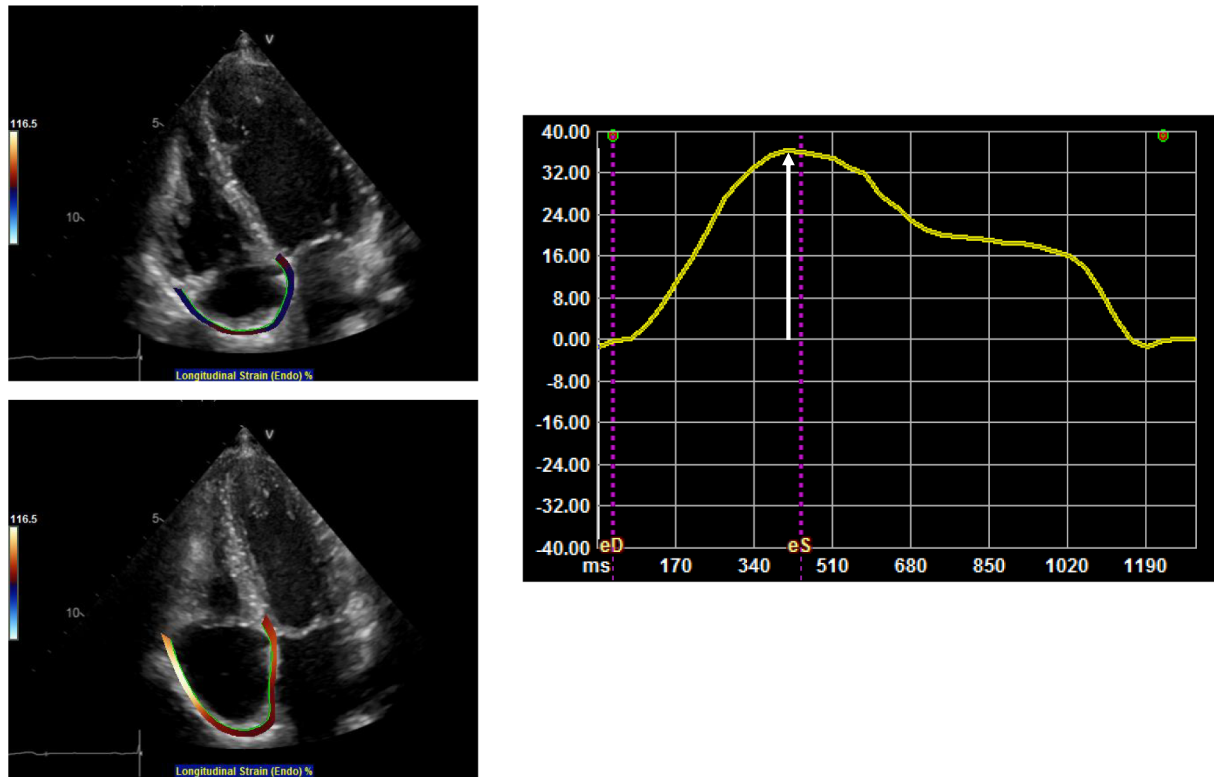 V
116.5
5
10
Longitudinal Strain (Endo) %
V
116.5
5
10
Longitudinal Strain (Endo) %
40.00
32.00
24.00
16.00
8.00
0.00
-8.00
-16.00
-24.00
-32.00
-40.00
eD eS
ms 170 340 510 680 850 1020 1190